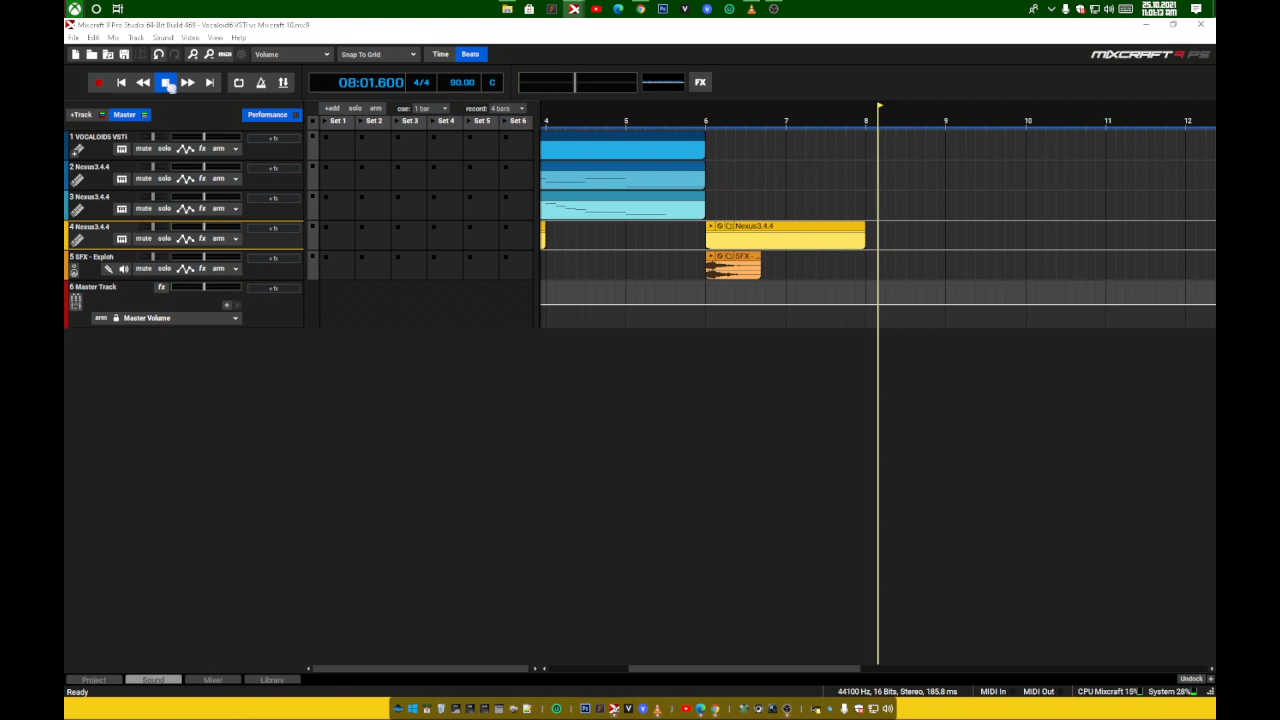 25.10.2021
Mixcraft 9 Pro Studio 64-Bit Build 469 - Vocaloid6 VSTi vs Mixcraft 10.mx9
File Edit Mix Track Sound Video View Help
Volume Snap To Grid Time Beats MIXCRAFT 9 PS
08:01.600 4/4 90.00 C FX
+add solo arm cue: 1 bar record: 4 bars
+Track Master Performance Set 1 Set 2 Set 3 Set 4 Set 5 Set 6 4 5 6 7 8 9 10 11 12
1 VOCALOID5 VSTi +fx
mute solo fx arm
2 Nexus3.4.4 +fx
mute solo fx arm
3 Nexus3.4.4 +fx
mute solo fx arm
4 Nexus3.4.4 +fx Nexus3.4.4
mute solo fx arm
5 SFX - Exploh +fx SFX - ...
mute solo fx arm
6 Master Track fx +fx
arm Master Volume
Project Sound Mixer Library Undock
Ready 44100 Hz, 16 Bits, Stereo, 185.8 ms MIDI In MIDI Out CPU Mixcraft 15% System 28%